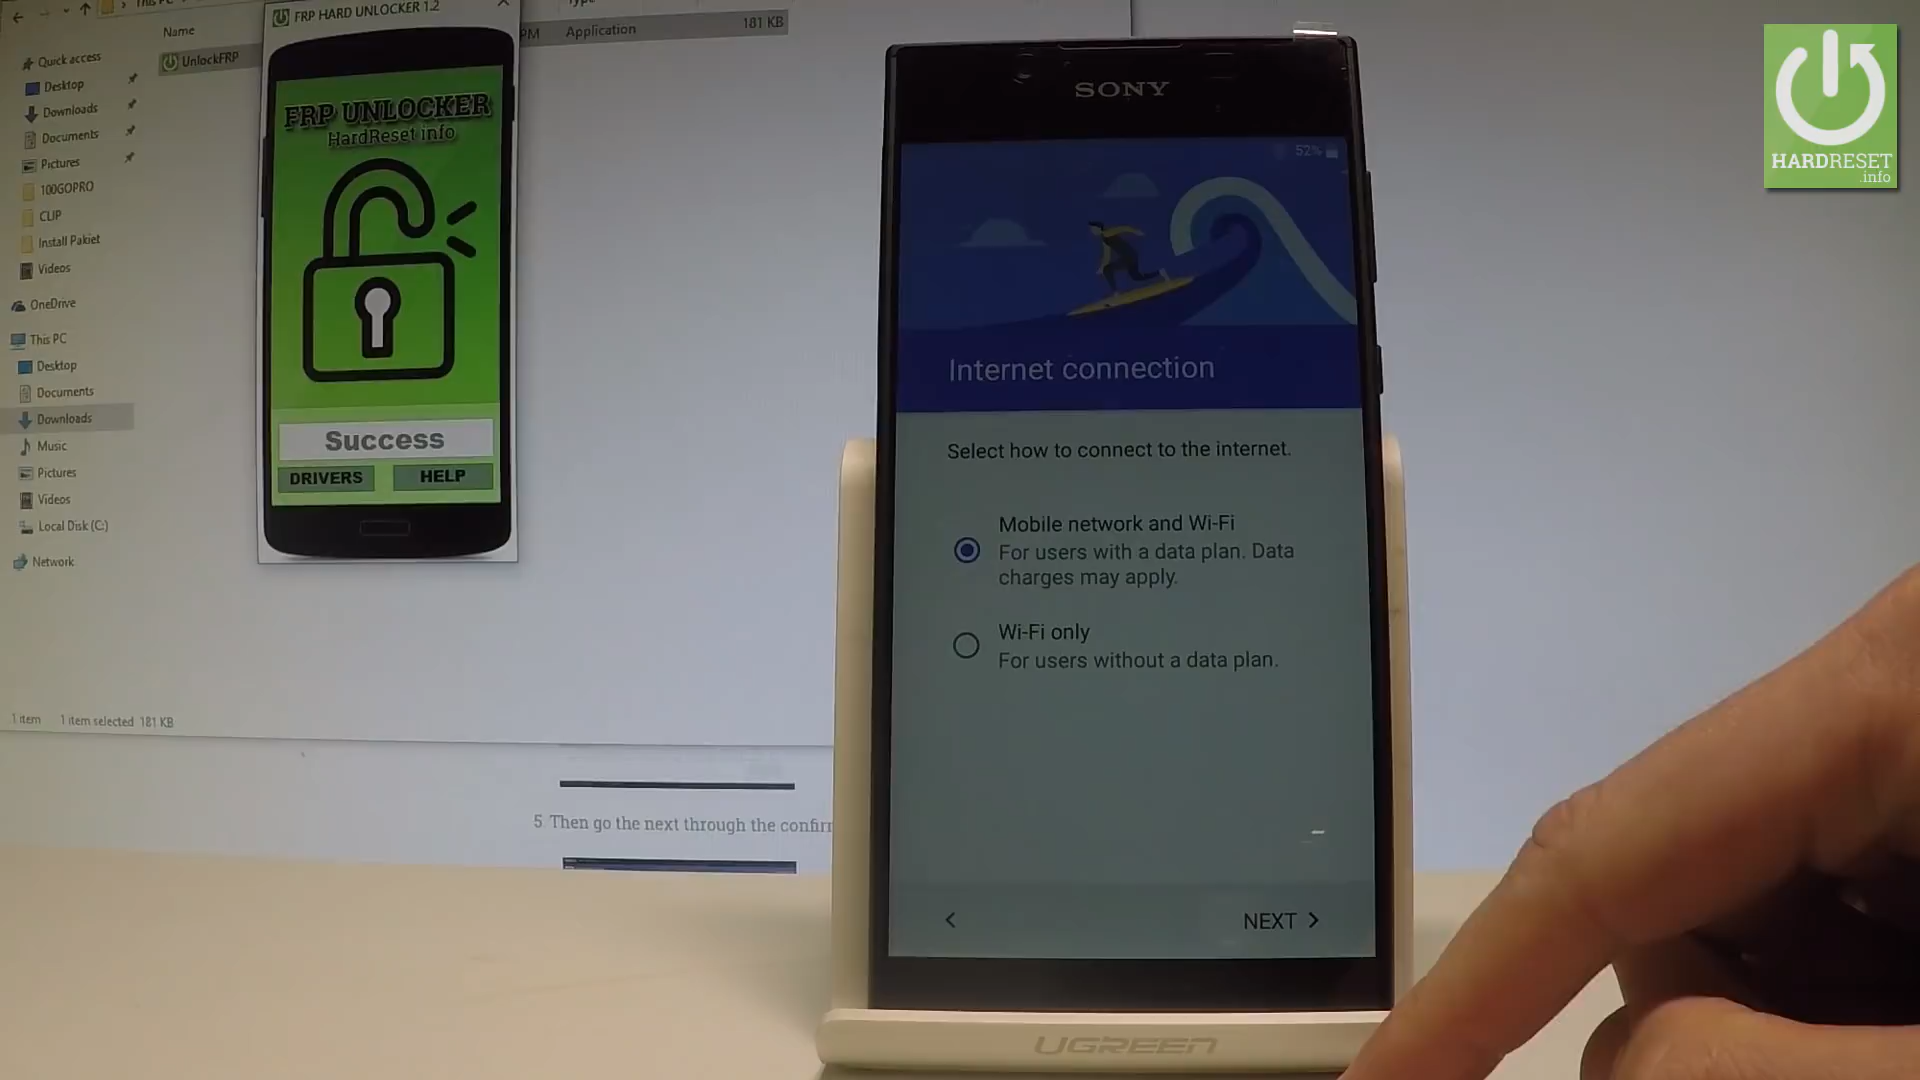 FRP HARD UNLOCKER 1.2
This PC
Name
PM
Application
181 KB
UnlockFRP
Quick access
Desktop
Downloads
Documents
Pictures
100GOPRO
CLIP
Install Pakiet
Videos
OneDrive
This PC
Desktop
Documents
Downloads
Music
Pictures
Videos
Local Disk (C:)
Network
1 item
1 item selected 181 KB
FRP UNLOCKER
HardReset info
Success
DRIVERS
HELP
5 Then go the next through the
SONY
52%
Internet connection
Select how to connect to the internet.
Mobile network and Wi-Fi
For users with a data plan. Data
charges may apply.
Wi-Fi only
For users without a data plan.
<
NEXT >
UGREEN
HARDRESET
.info